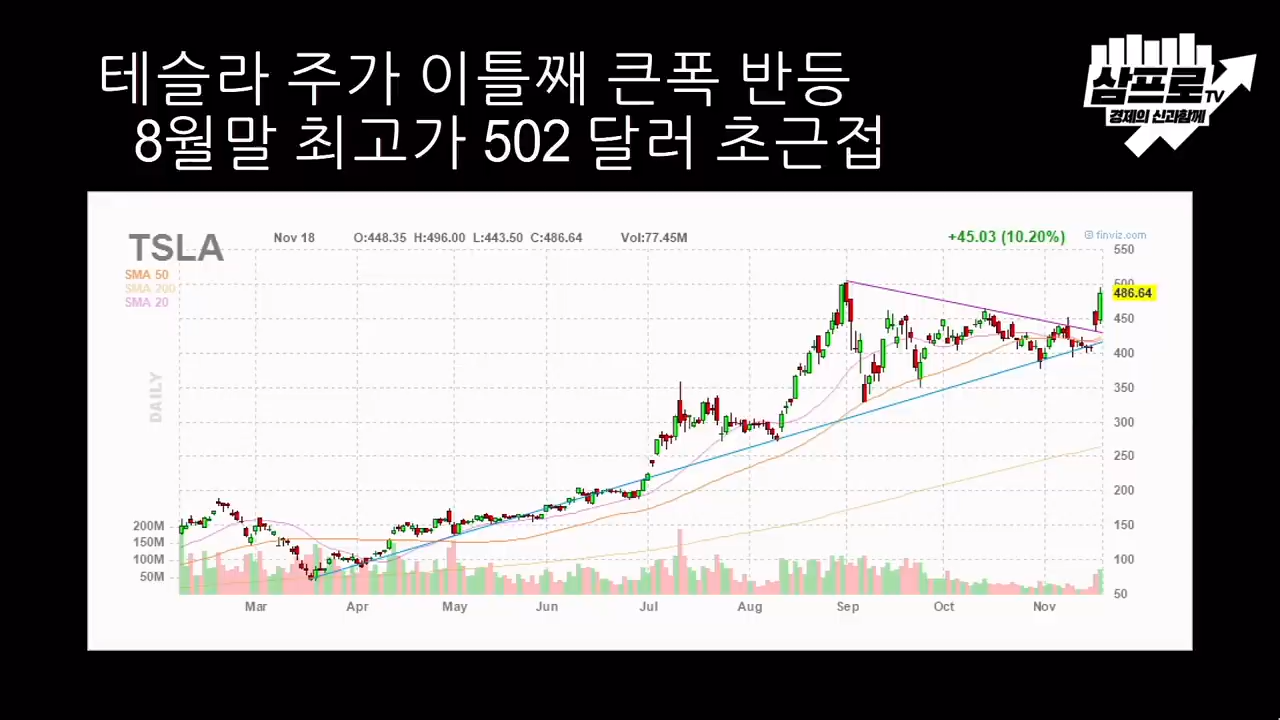 테슬라 주가 이틀째 큰폭 반등
8월말 최고가 502 달러 초근접
삼프로TV
경제의 신과함께
TSLA
Nov 18 O:448.35 H:496.00 L:443.50 C:486.64 Vol:77.45M
+45.03 (10.20%)
finviz.com
SMA 50
SMA 200
SMA 20
DAILY
550
500
486.64
450
400
350
300
250
200
150
100
50
200M
150M
100M
50M
Mar Apr May Jun Jul Aug Sep Oct Nov